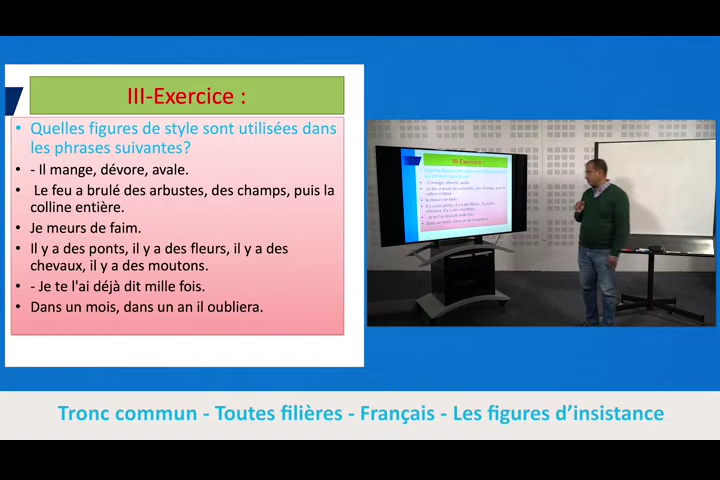 III-Exercice :
• Quelles figures de style sont utilisées dans
les phrases suivantes?
• - Il mange, dévore, avale.
• Le feu a brulé des arbustes, des champs, puis la
colline entière.
• Je meurs de faim.
• Il y a des ponts, il y a des fleurs, il y a des
chevaux, il y a des moutons.
• - Je te l'ai déjà dit mille fois.
• Dans un mois, dans un an il oubliera.
III-Exercice :
Tronc commun - Toutes filières - Français - Les figures d'insistance